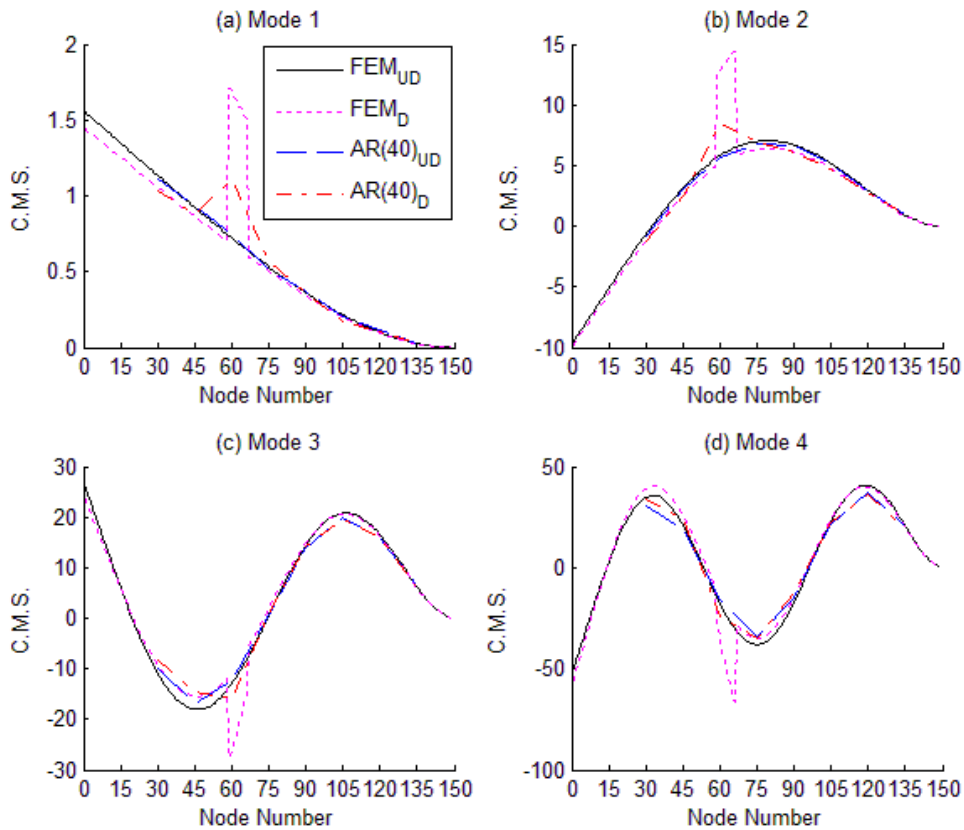 (a) Mode 1
2
1.5
1
0.5
0
C.M.S.
0 15 30 45 60 75 90 105 120 135 150
Node Number
FEM_UD
FEM_D
AR(40)_UD
AR(40)_D
(b) Mode 2
15
10
5
0
-5
-10
C.M.S.
0 15 30 45 60 75 90 105 120 135 150
Node Number
(c) Mode 3
30
20
10
0
-10
-20
-30
C.M.S.
0 15 30 45 60 75 90 105 120 135 150
Node Number
(d) Mode 4
50
0
-50
-100
C.M.S.
0 15 30 45 60 75 90 105 120 135 150
Node Number